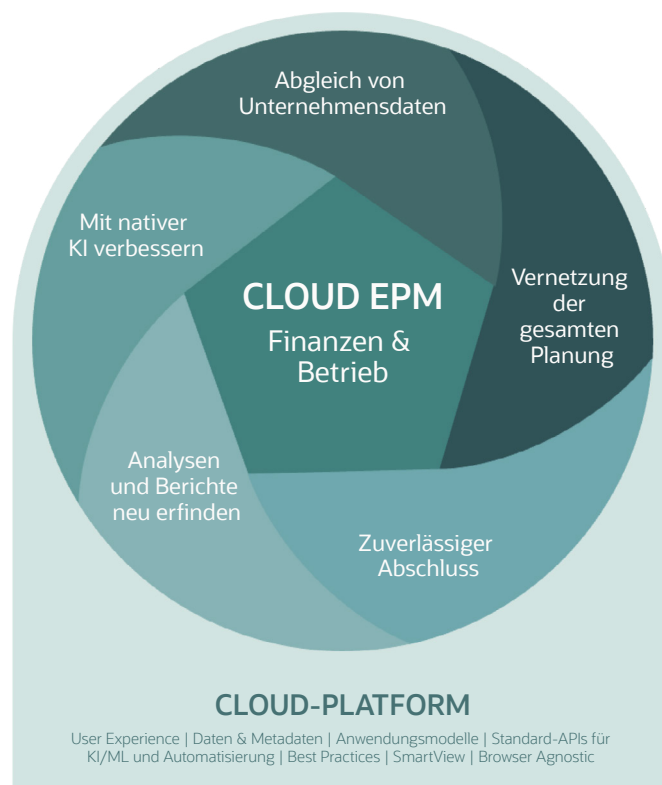 Abgleich von
Unternehmensdaten
Mit nativer
KI verbessern
CLOUD EPM
Finanzen &
Betrieb
Vernetzung
der
gesamten
Planung
Analysen
und Berichte
neu erfinden
Zuverlässiger
Abschluss
CLOUD-PLATFORM
User Experience | Daten & Metadaten | Anwendungsmodelle | Standard-APIs für
KI/ML und Automatisierung | Best Practices | SmartView | Browser Agnostic